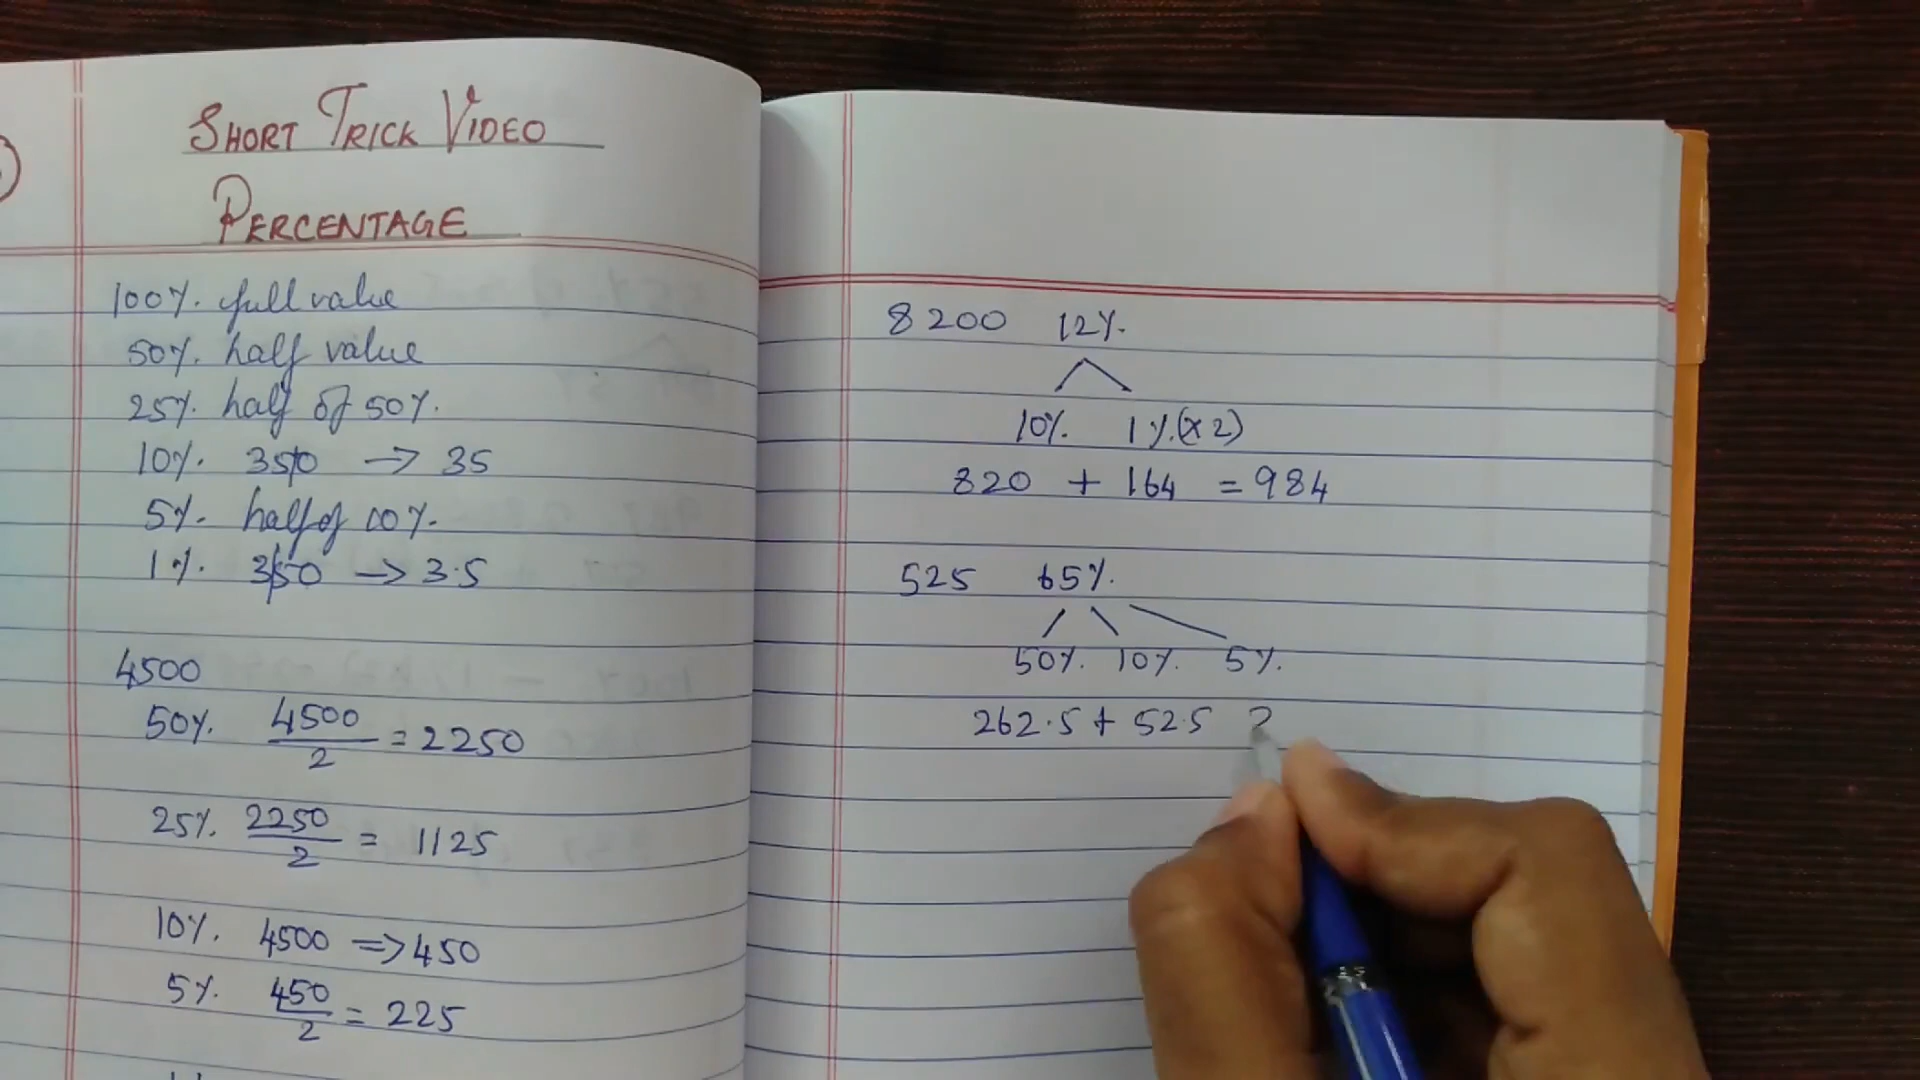 SHORT TRICK VIDEO
PERCENTAGE
100%. full value
50%. half value
25%. half of 50%.
10%. 350 → 35
5%. half of 10%.
1%. 350 → 3.5
4500
50%. 4500/2 = 2250
25%. 2250/2 = 1125
10%. 4500 => 450
5%. 450/2 = 225
8200 12%.
10%. 1%.(×2)
820 + 164 = 984
525 65%.
50%. 10%. 5%.
262.5 + 52.5 2